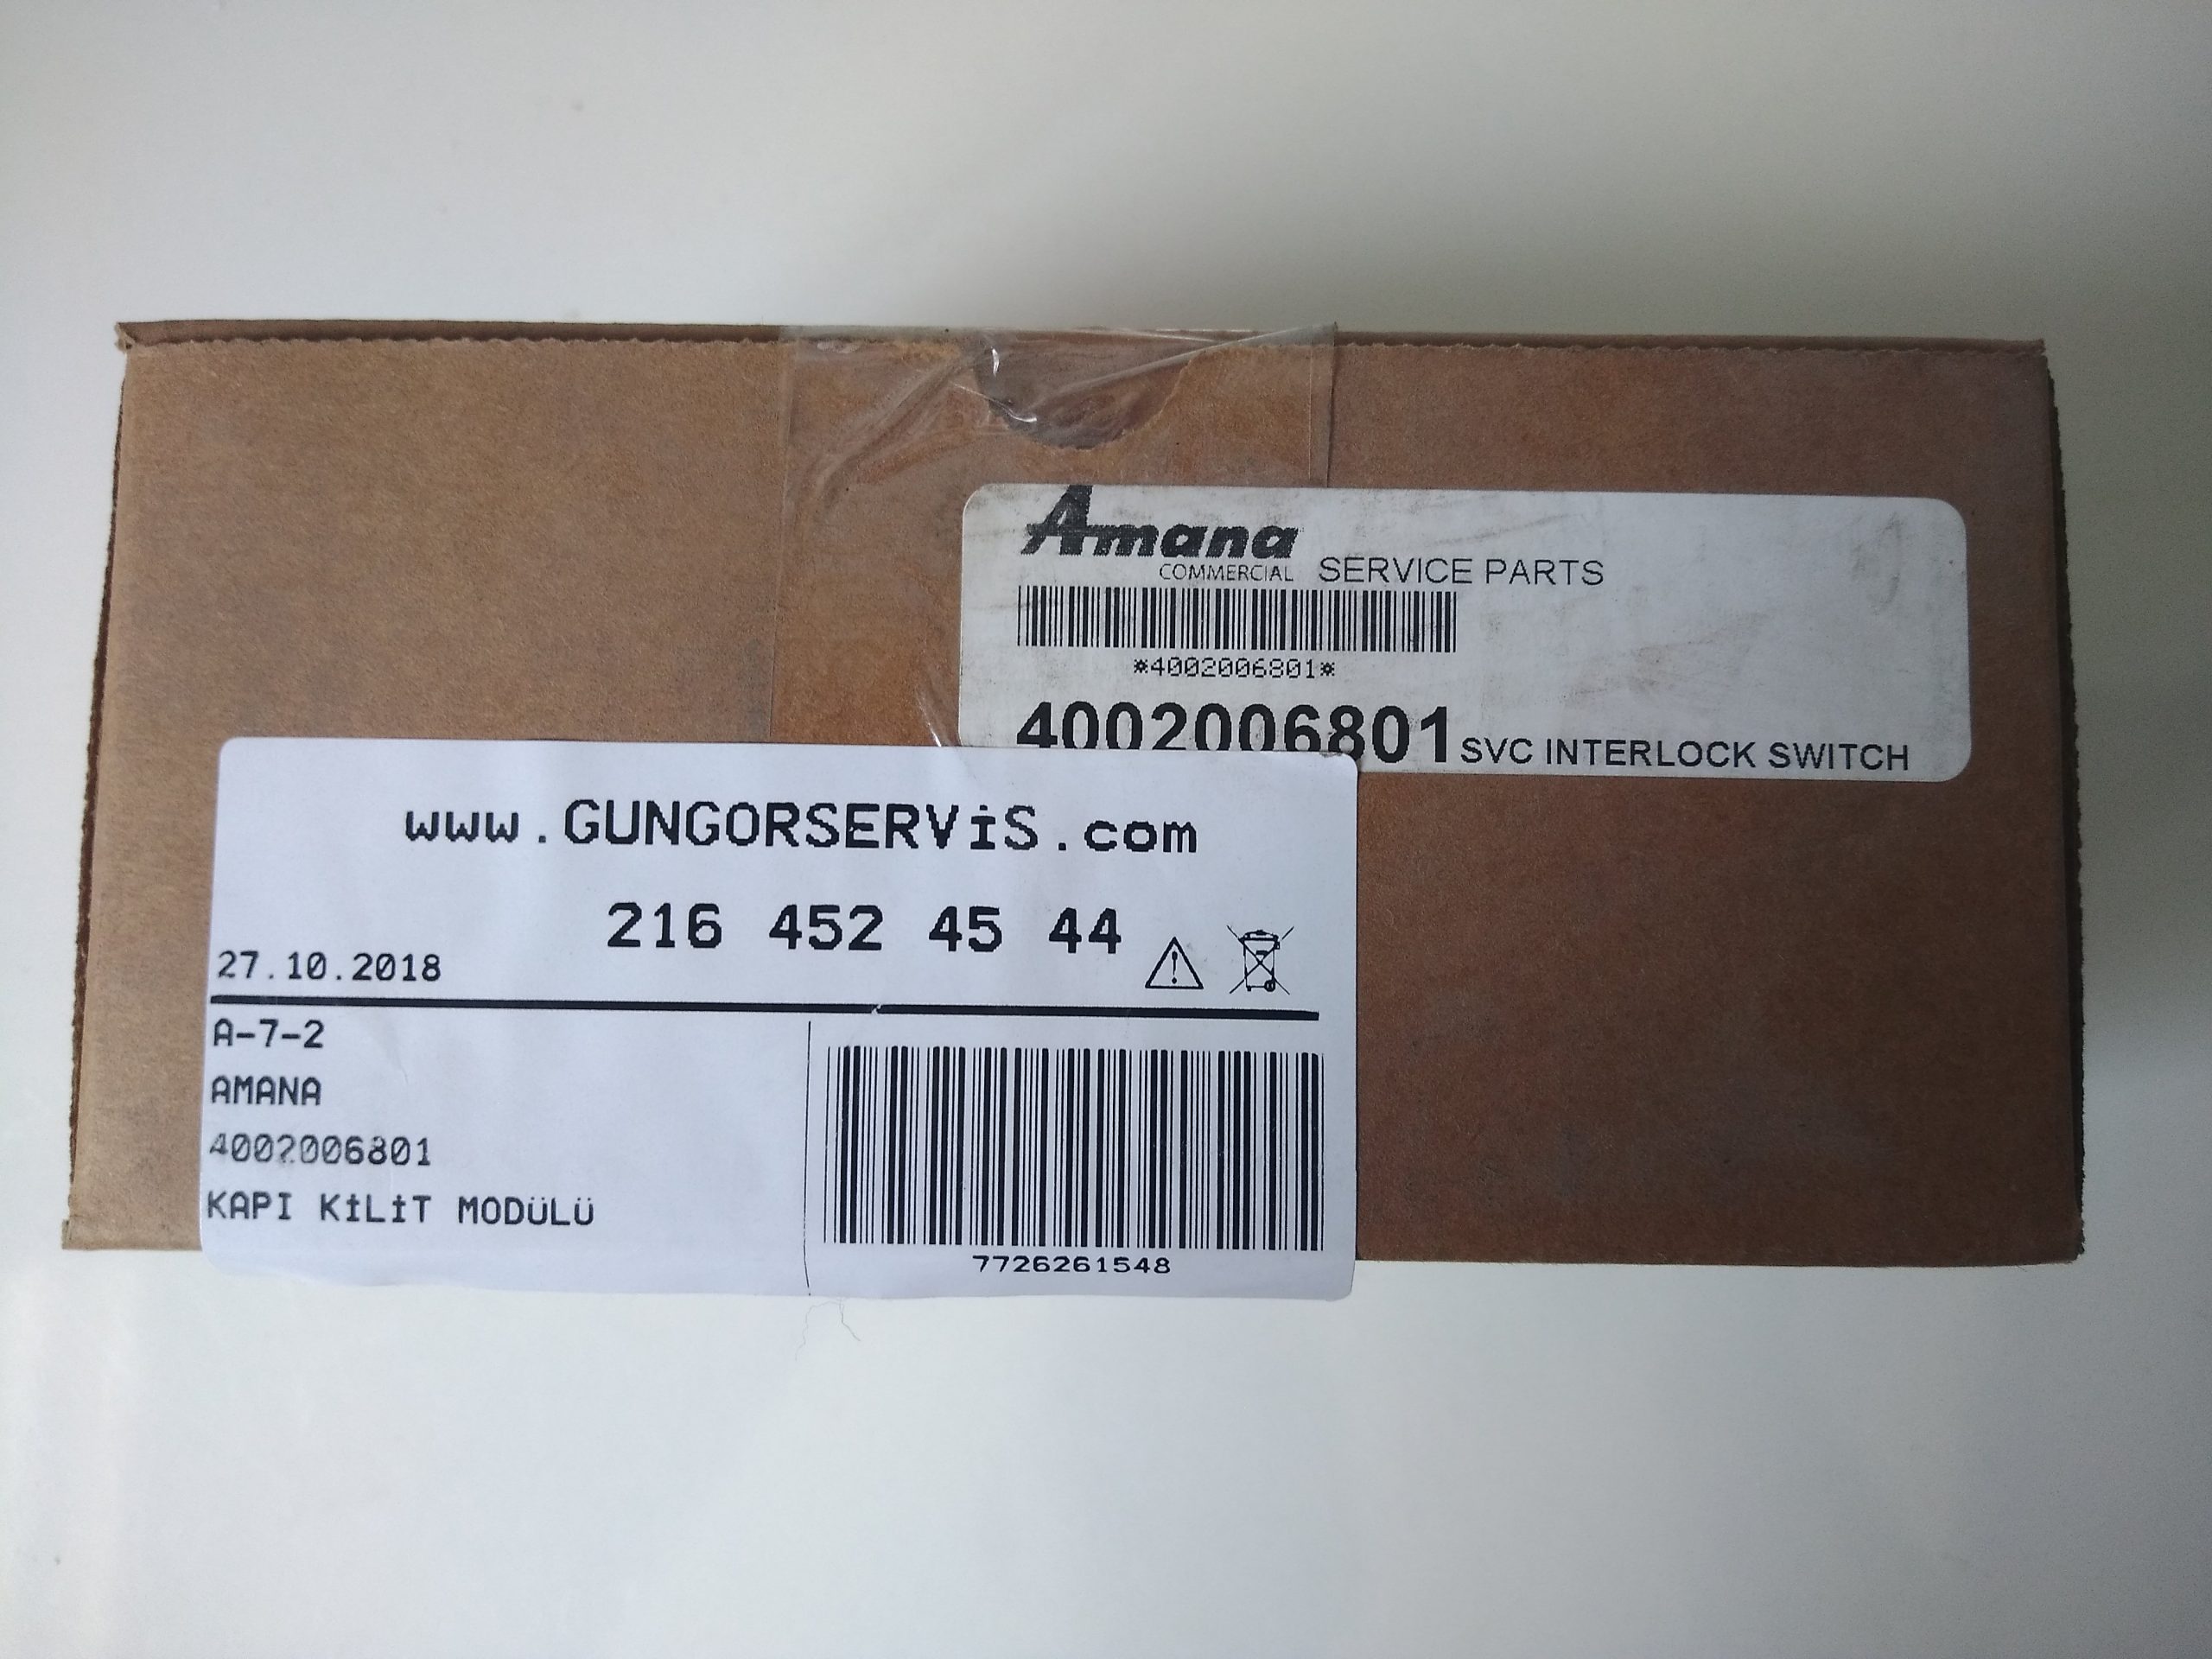 Amana
COMMERCIAL SERVICE PARTS
*4002006801*
4002006801 SVC INTERLOCK SWITCH
www.GUNGORSERVİS.com
216 452 45 44
27.10.2018
A-7-2
AMANA
4002006801
KAPI KİLİT MODÜLÜ
7726261548